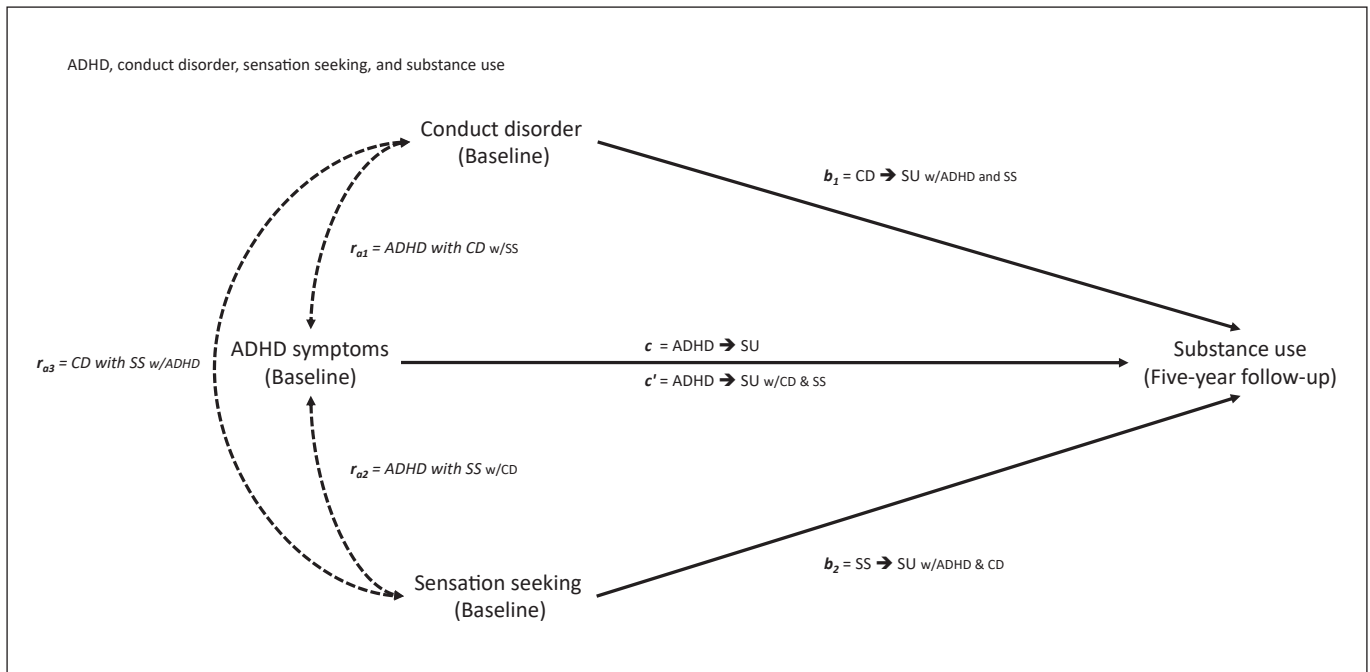 ADHD, conduct disorder, sensation seeking, and substance use
Conduct disorder
(Baseline)
b1 = CD ➔ SU w/ADHD and SS
ra1 = ADHD with CD w/SS
ra3 = CD with SS w/ADHD
ADHD symptoms
(Baseline)
c = ADHD ➔ SU
c' = ADHD ➔ SU w/CD & SS
Substance use
(Five-year follow-up)
ra2 = ADHD with SS w/CD
b2 = SS ➔ SU w/ADHD & CD
Sensation seeking
(Baseline)